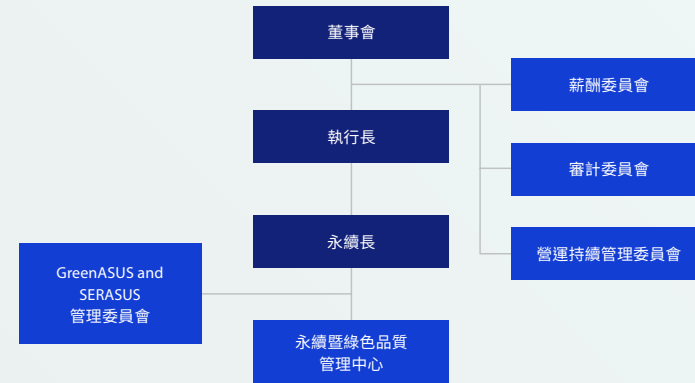 董事會
薪酬委員會
執行長
審計委員會
永續長
營運持續管理委員會
GreenASUS and
SERASUS
管理委員會
永續暨綠色品質
管理中心